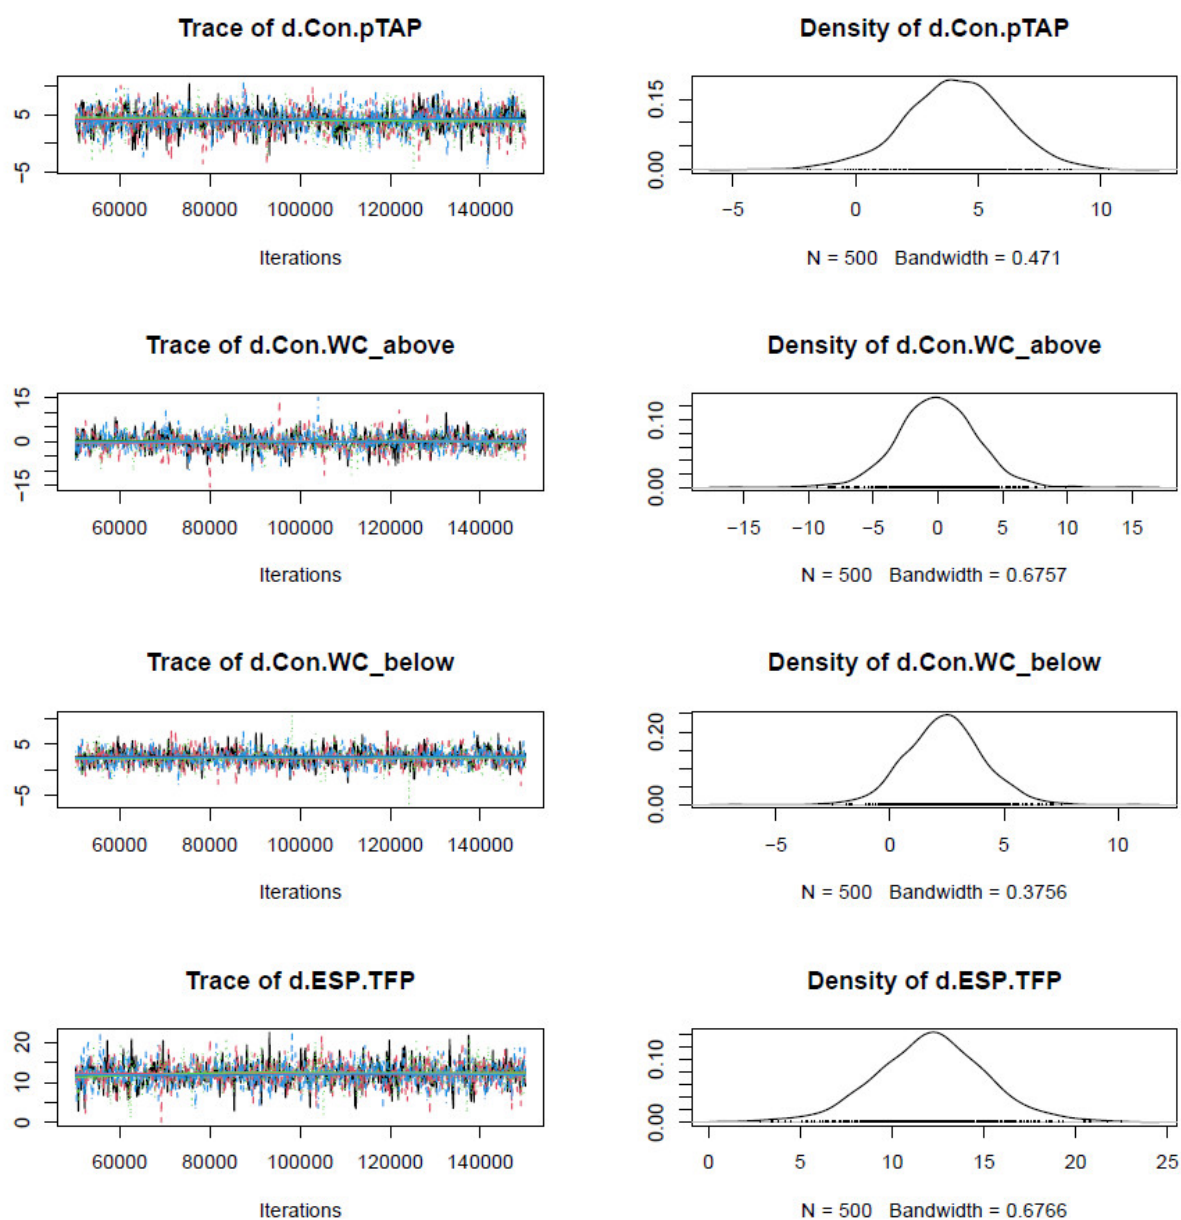 Trace of d.Con.pTAP
Density of d.Con.pTAP
5
−5
60000 80000 100000 120000 140000
Iterations
0.15
0.00
−5 0 5 10
N = 500 Bandwidth = 0.471
Trace of d.Con.WC_above
Density of d.Con.WC_above
15
0
−15
60000 80000 100000 120000 140000
Iterations
0.10
0.00
−15 −10 −5 0 5 10 15
N = 500 Bandwidth = 0.6757
Trace of d.Con.WC_below
Density of d.Con.WC_below
5
−5
60000 80000 100000 120000 140000
Iterations
0.20
0.00
−5 0 5 10
N = 500 Bandwidth = 0.3756
Trace of d.ESP.TFP
Density of d.ESP.TFP
20
10
0
60000 80000 100000 120000 140000
Iterations
0.10
0.00
0 5 10 15 20 25
N = 500 Bandwidth = 0.6766